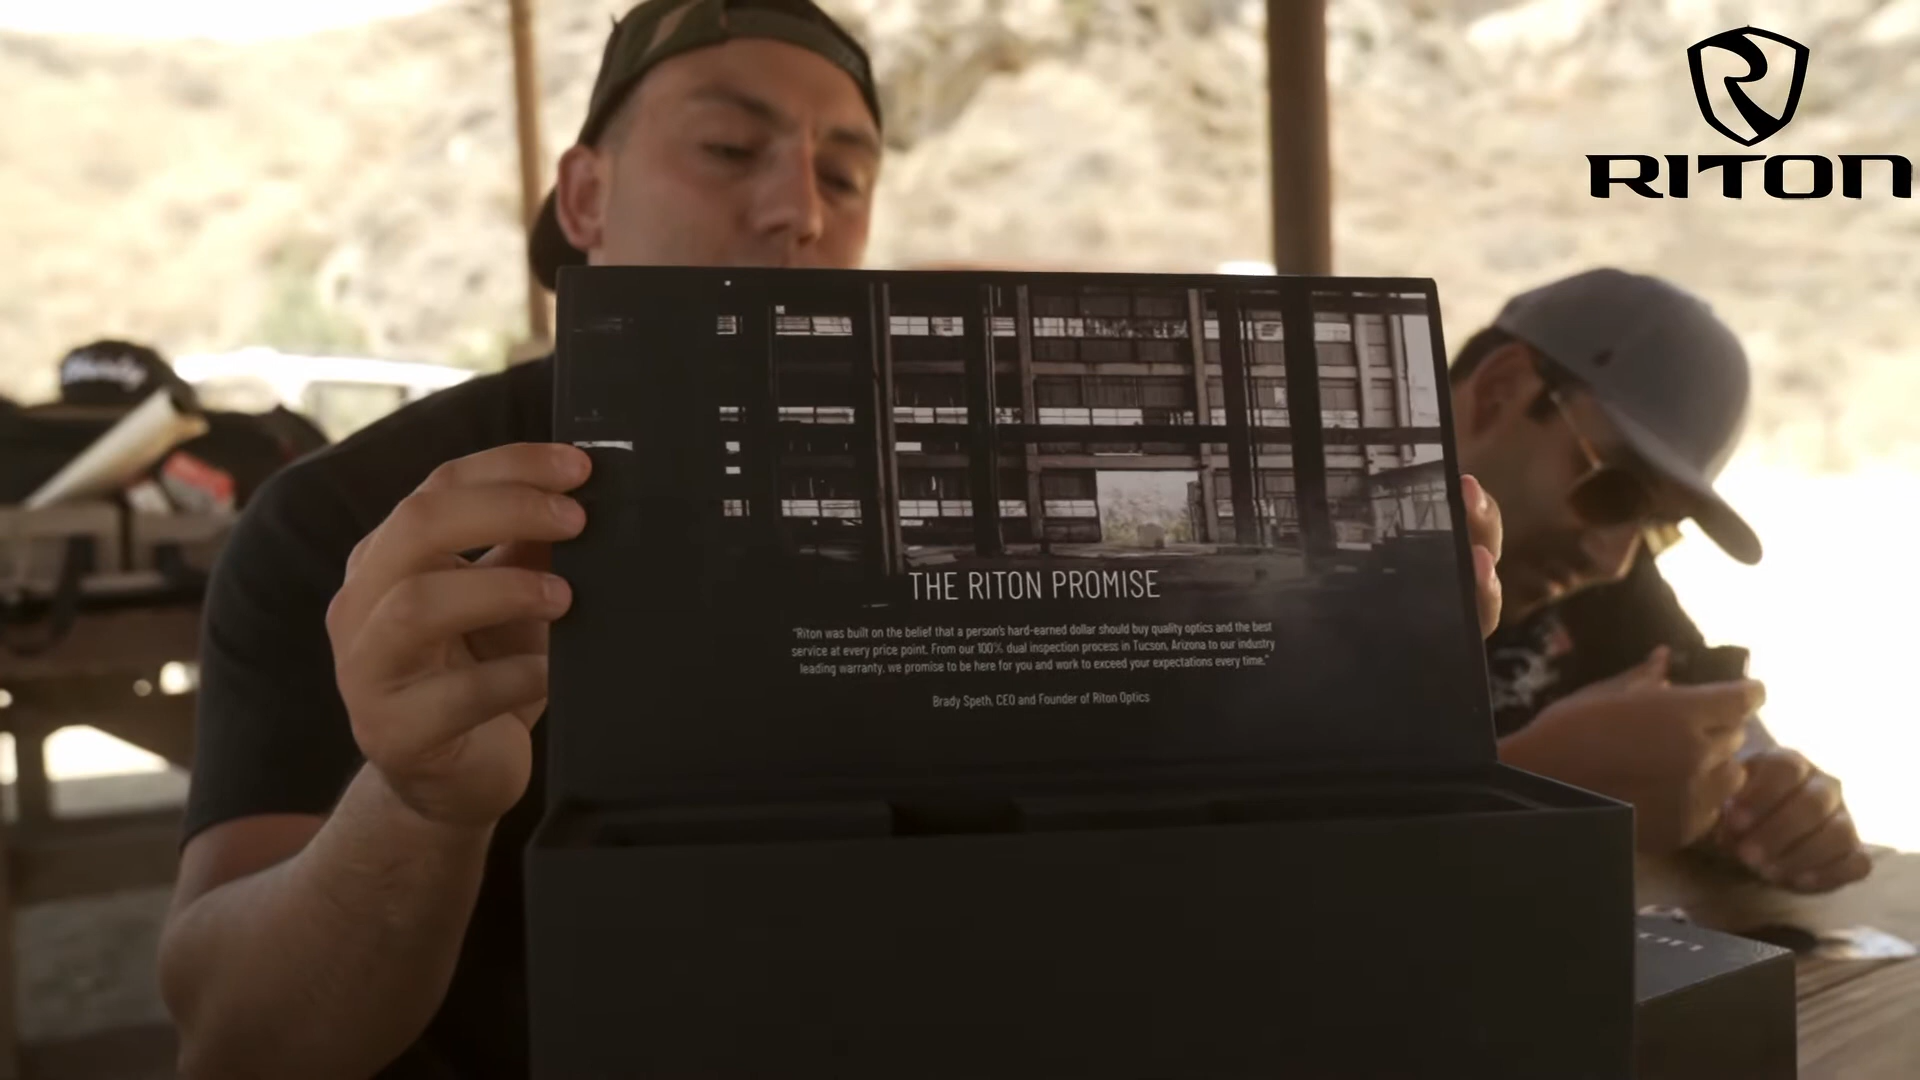 RITON
THE RITON PROMISE
"Riton was built on the belief that a person's hard-earned dollar should buy quality optics and the best
service at every price point. From our 100% dual inspection process in Tucson, Arizona to our industry
leading warranty, we promise to be here for you and work to exceed your expectations every time."
Brady Speth, CEO and Founder of Riton Optics